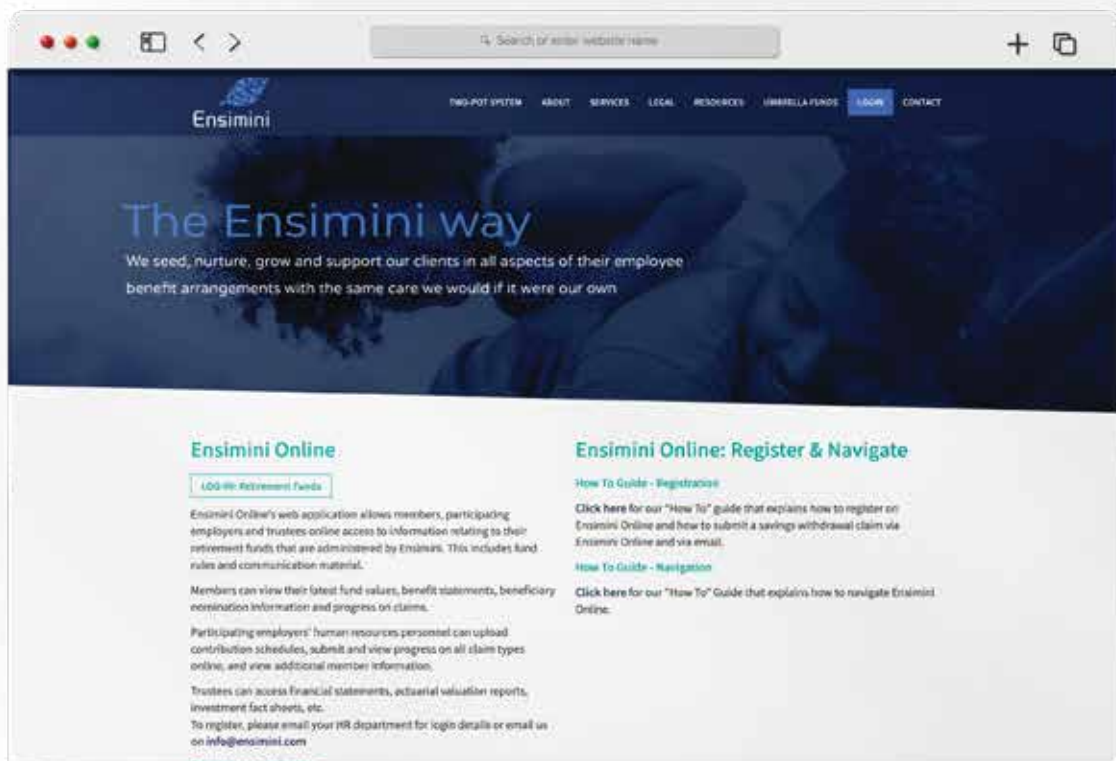 Search or enter website name
Ensimini
TWO-POT SYSTEM ABOUT SERVICES LEGAL RESOURCES UMBRELLA FUNDS LOGIN CONTACT
The Ensimini way
We seed, nurture, grow and support our clients in all aspects of their employee
benefit arrangements with the same care we would if it were our own
Ensimini Online
LOG-IN: Retirement Funds
Ensimini Online's web application allows members, participating
employers and trustees online access to information relating to their
retirement funds that are administered by Ensimini. This includes fund
rules and communication material.
Members can view their latest fund values, benefit statements, beneficiary
nomination information and progress on claims.
Participating employers' human resources personnel can upload
contribution schedules, submit and view progress on all claim types
online, and view additional member information.
Trustees can access financial statements, actuarial valuation reports,
investment fact sheets, etc.
To register, please email your HR department for login details or email us
on info@ensimini.com
Ensimini Online: Register & Navigate
How To Guide - Registration
Click here for our "How To" guide that explains how to register on
Ensimini Online and how to submit a savings withdrawal claim via
Ensimini Online and via email.
How To Guide - Navigation
Click here for our "How To" Guide that explains how to navigate Ensimini
Online.